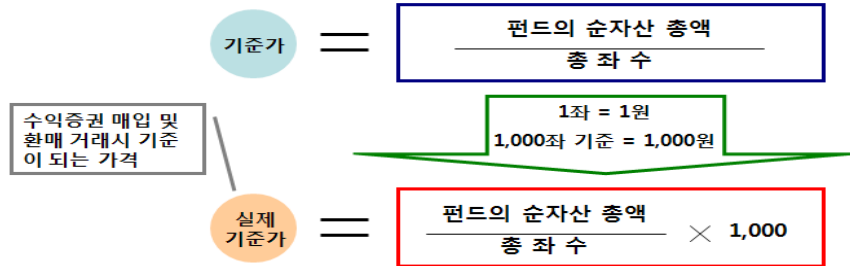 기준가
=
펀드의 순자산 총액
총 좌 수
수익증권 매입 및
환매 거래시 기준
이 되는 가격
1좌 = 1원
1,000좌 기준 = 1,000원
실제
기준가
=
펀드의 순자산 총액
총 좌 수
× 1,000